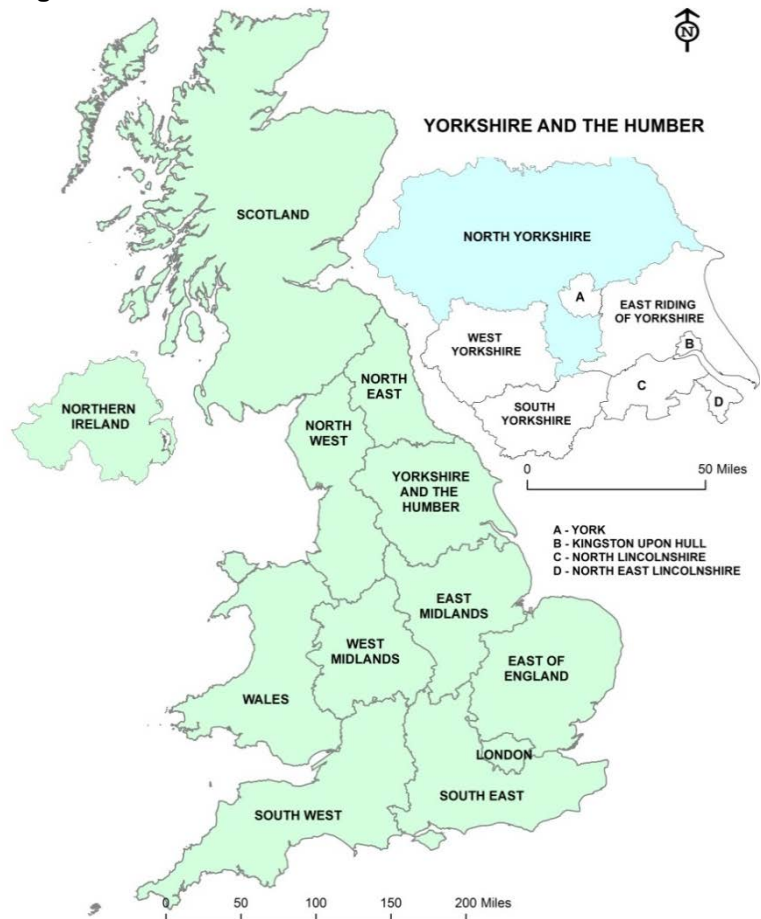 N
YORKSHIRE AND THE HUMBER
SCOTLAND
NORTH YORKSHIRE
A
EAST RIDING
OF YORKSHIRE
WEST
YORKSHIRE
B
C
D
SOUTH
YORKSHIRE
0 50 Miles
NORTHERN
IRELAND
NORTH
EAST
NORTH
WEST
YORKSHIRE
AND THE
HUMBER
A - YORK
B - KINGSTON UPON HULL
C - NORTH LINCOLNSHIRE
D - NORTH EAST LINCOLNSHIRE
EAST
MIDLANDS
WEST
MIDLANDS
EAST OF
ENGLAND
WALES
LONDON
SOUTH EAST
SOUTH WEST
0 50 100 150 200 Miles